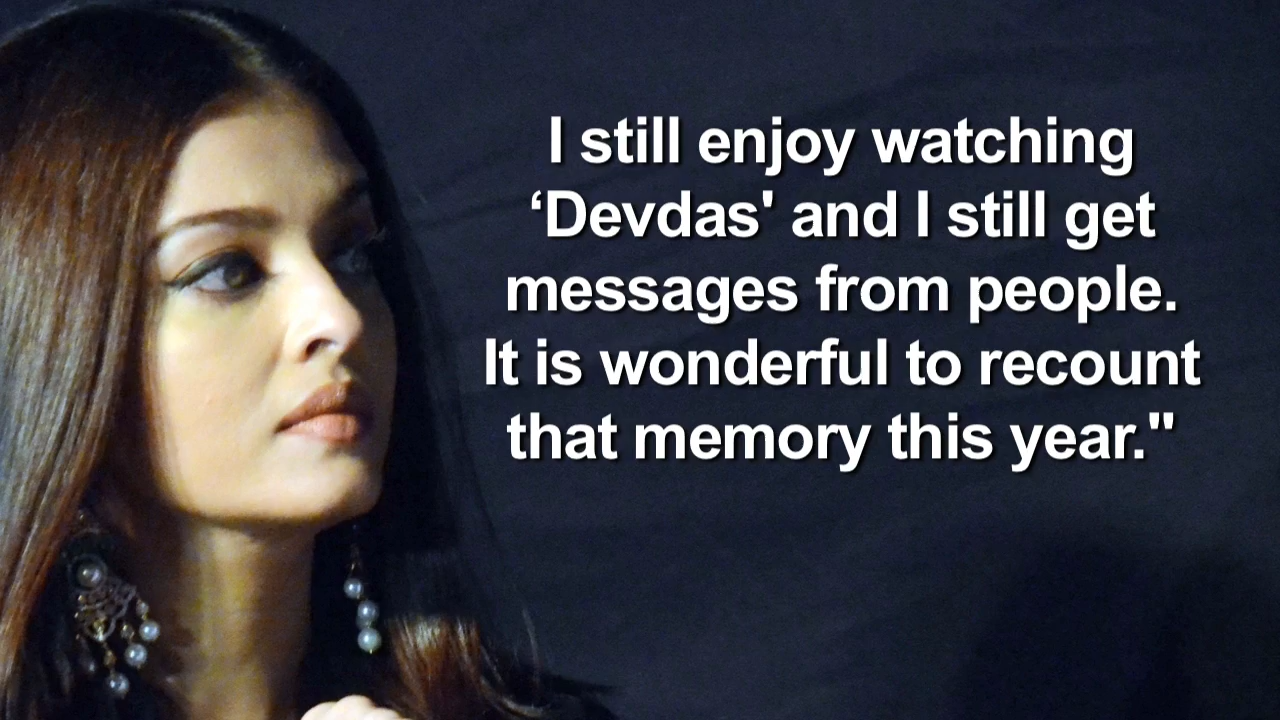 I still enjoy watching
‘Devdas' and I still get
messages from people.
It is wonderful to recount
that memory this year."